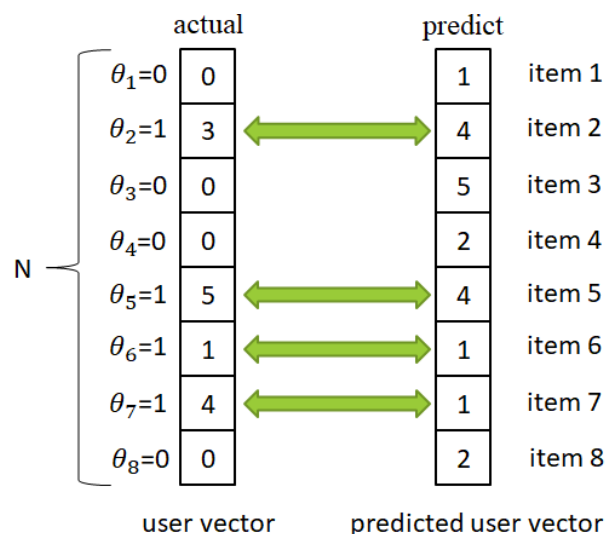 actual predict
θ₁=0 0 1 item 1
θ₂=1 3 4 item 2
θ₃=0 0 5 item 3
θ₄=0 0 2 item 4
N
θ₅=1 5 4 item 5
θ₆=1 1 1 item 6
θ₇=1 4 1 item 7
θ₈=0 0 2 item 8
user vector predicted user vector